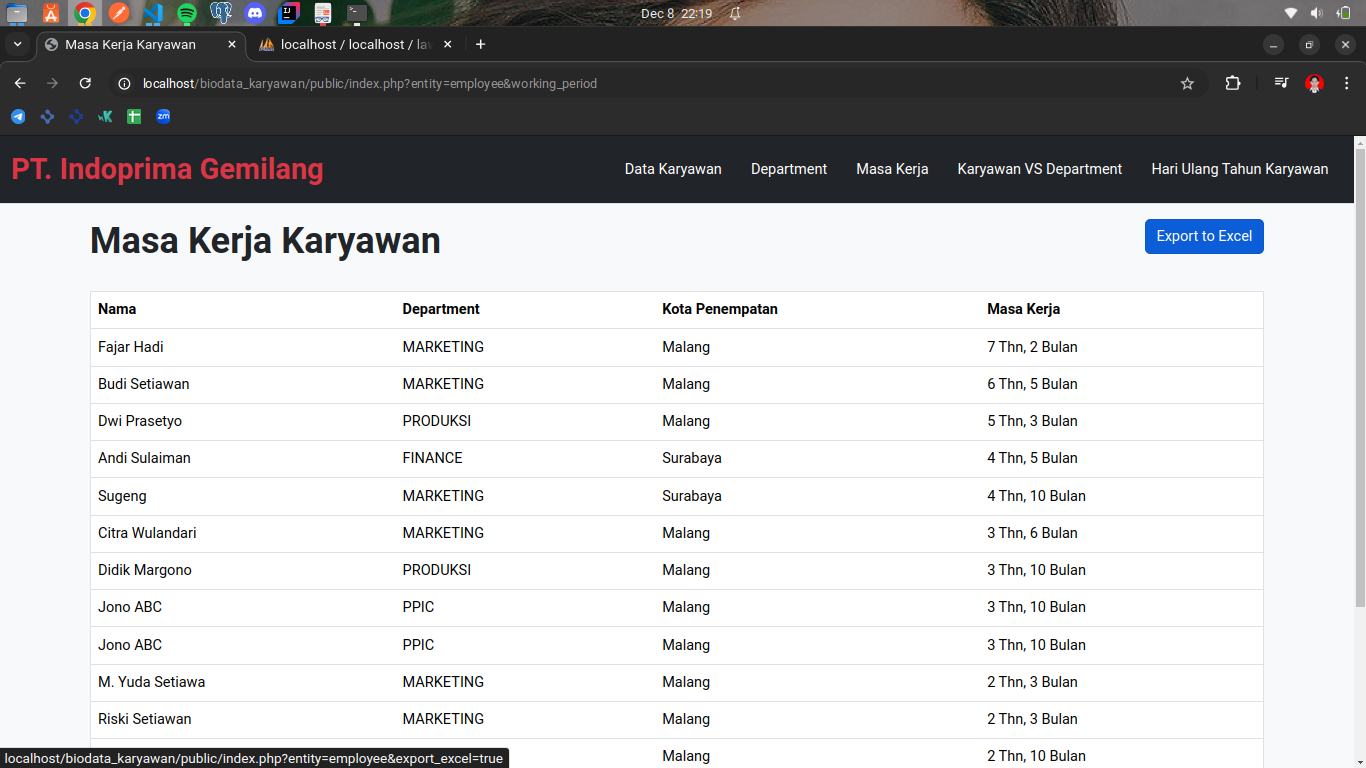 Dec 8 22:19
Masa Kerja Karyawan
localhost / localhost / la
localhost/biodata_karyawan/public/index.php?entity=employee&working_period
zm
PT. Indoprima Gemilang
Data Karyawan Department Masa Kerja Karyawan VS Department Hari Ulang Tahun Karyawan
Masa Kerja Karyawan
Export to Excel
Nama Department Kota Penempatan Masa Kerja
Fajar Hadi MARKETING Malang 7 Thn, 2 Bulan
Budi Setiawan MARKETING Malang 6 Thn, 5 Bulan
Dwi Prasetyo PRODUKSI Malang 5 Thn, 3 Bulan
Andi Sulaiman FINANCE Surabaya 4 Thn, 5 Bulan
Sugeng MARKETING Surabaya 4 Thn, 10 Bulan
Citra Wulandari MARKETING Malang 3 Thn, 6 Bulan
Didik Margono PRODUKSI Malang 3 Thn, 10 Bulan
Jono ABC PPIC Malang 3 Thn, 10 Bulan
Jono ABC PPIC Malang 3 Thn, 10 Bulan
M. Yuda Setiawa MARKETING Malang 2 Thn, 3 Bulan
Riski Setiawan MARKETING Malang 2 Thn, 3 Bulan
Malang 2 Thn, 10 Bulan
localhost/biodata_karyawan/public/index.php?entity=employee&export_excel=true